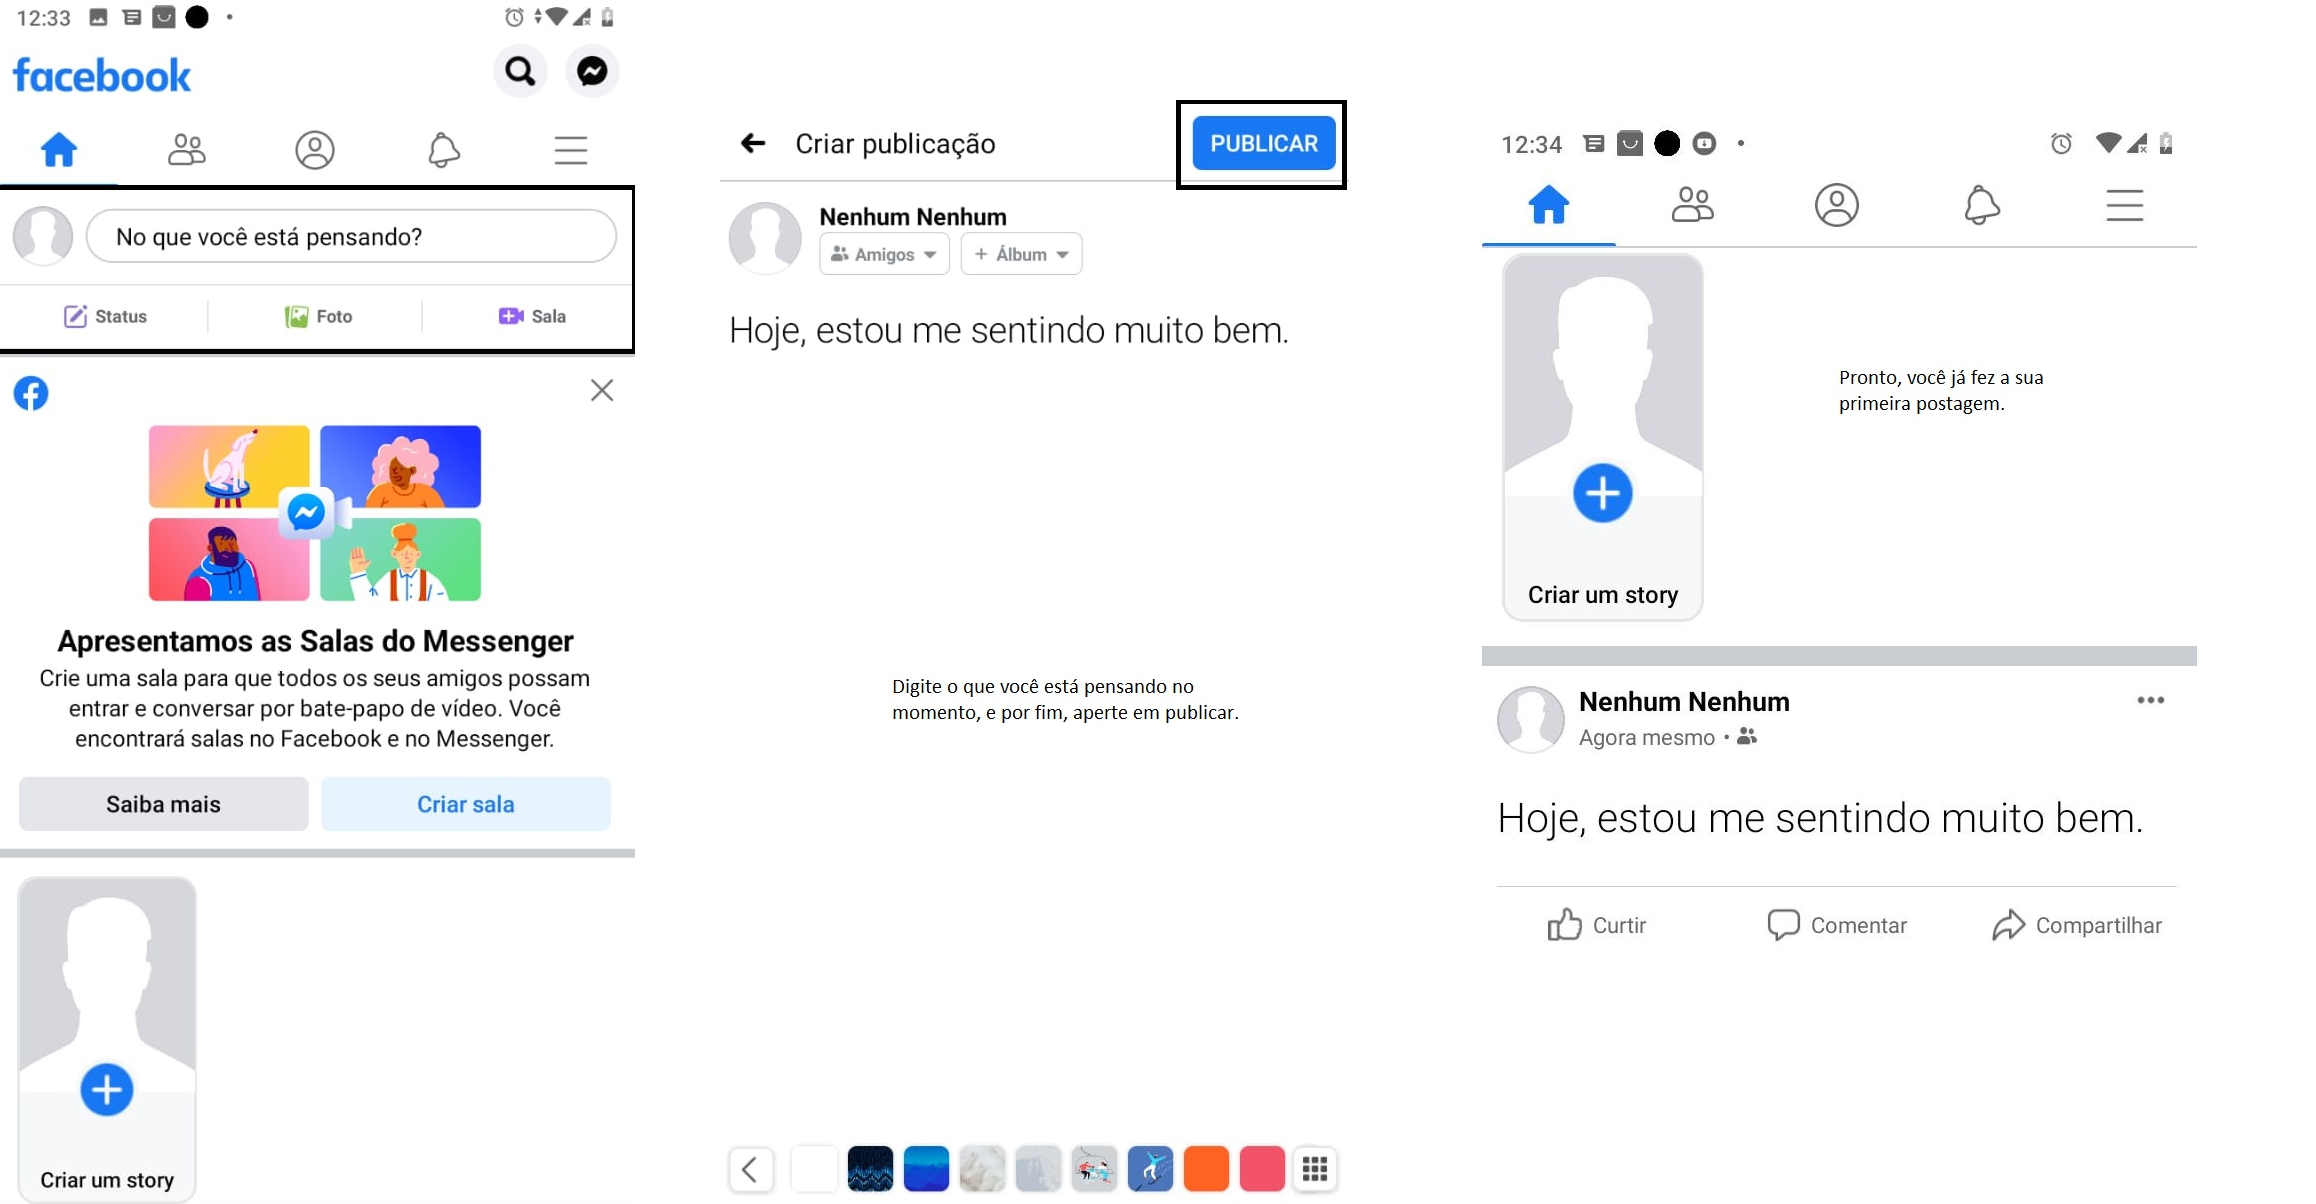 12:33
facebook
No que você está pensando?
Status
Foto
Sala
Apresentamos as Salas do Messenger
Crie uma sala para que todos os seus amigos possam
entrar e conversar por bate-papo de vídeo. Você
encontrará salas no Facebook e no Messenger.
Saiba mais
Criar sala
Criar um story
Criar publicação
PUBLICAR
Nenhum Nenhum
Amigos
+ Álbum
Hoje, estou me sentindo muito bem.
Digite o que você está pensando no
momento, e por fim, aperte em publicar.
12:34
Pronto, você já fez a sua
primeira postagem.
Criar um story
Nenhum Nenhum
Agora mesmo •
Hoje, estou me sentindo muito bem.
Curtir
Comentar
Compartilhar